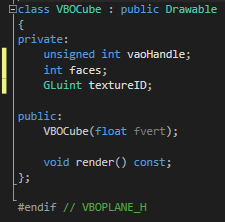 class VBOCube : public Drawable
{
private:
    unsigned int vaoHandle;
    int faces;
    GLuint textureID;

public:
    VBOCube(float fvert);

    void render() const;
};

#endif // VBOPLANE_H